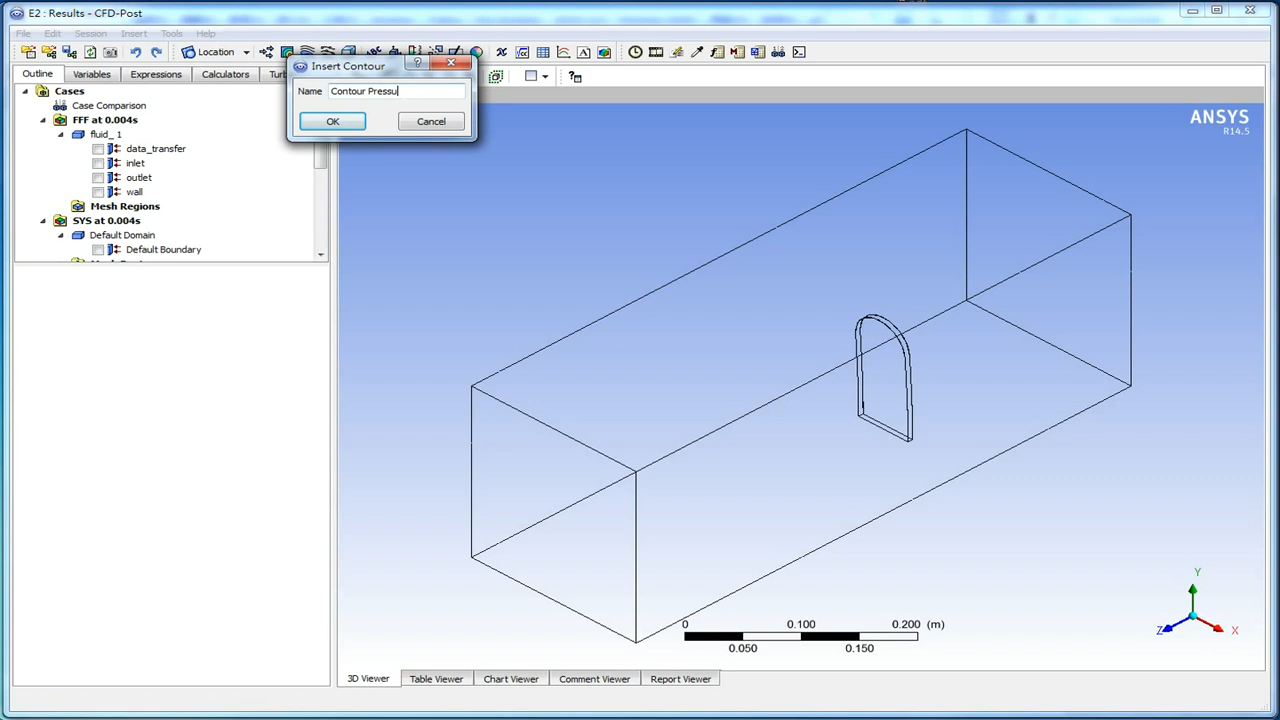 E2 : Results - CFD-Post
File Edit Session Insert Tools Help
Location
Insert Contour
Name Contour Pressu
OK Cancel
Outline Variables Expressions Calculators Tur
Cases
Case Comparison
FFF at 0.004s
fluid_ 1
data_transfer
inlet
outlet
wall
Mesh Regions
SYS at 0.004s
Default Domain
Default Boundary
ANSYS
R14.5
Y
Z
X
0 0.100 0.200 (m)
0.050 0.150
3D Viewer Table Viewer Chart Viewer Comment Viewer Report Viewer